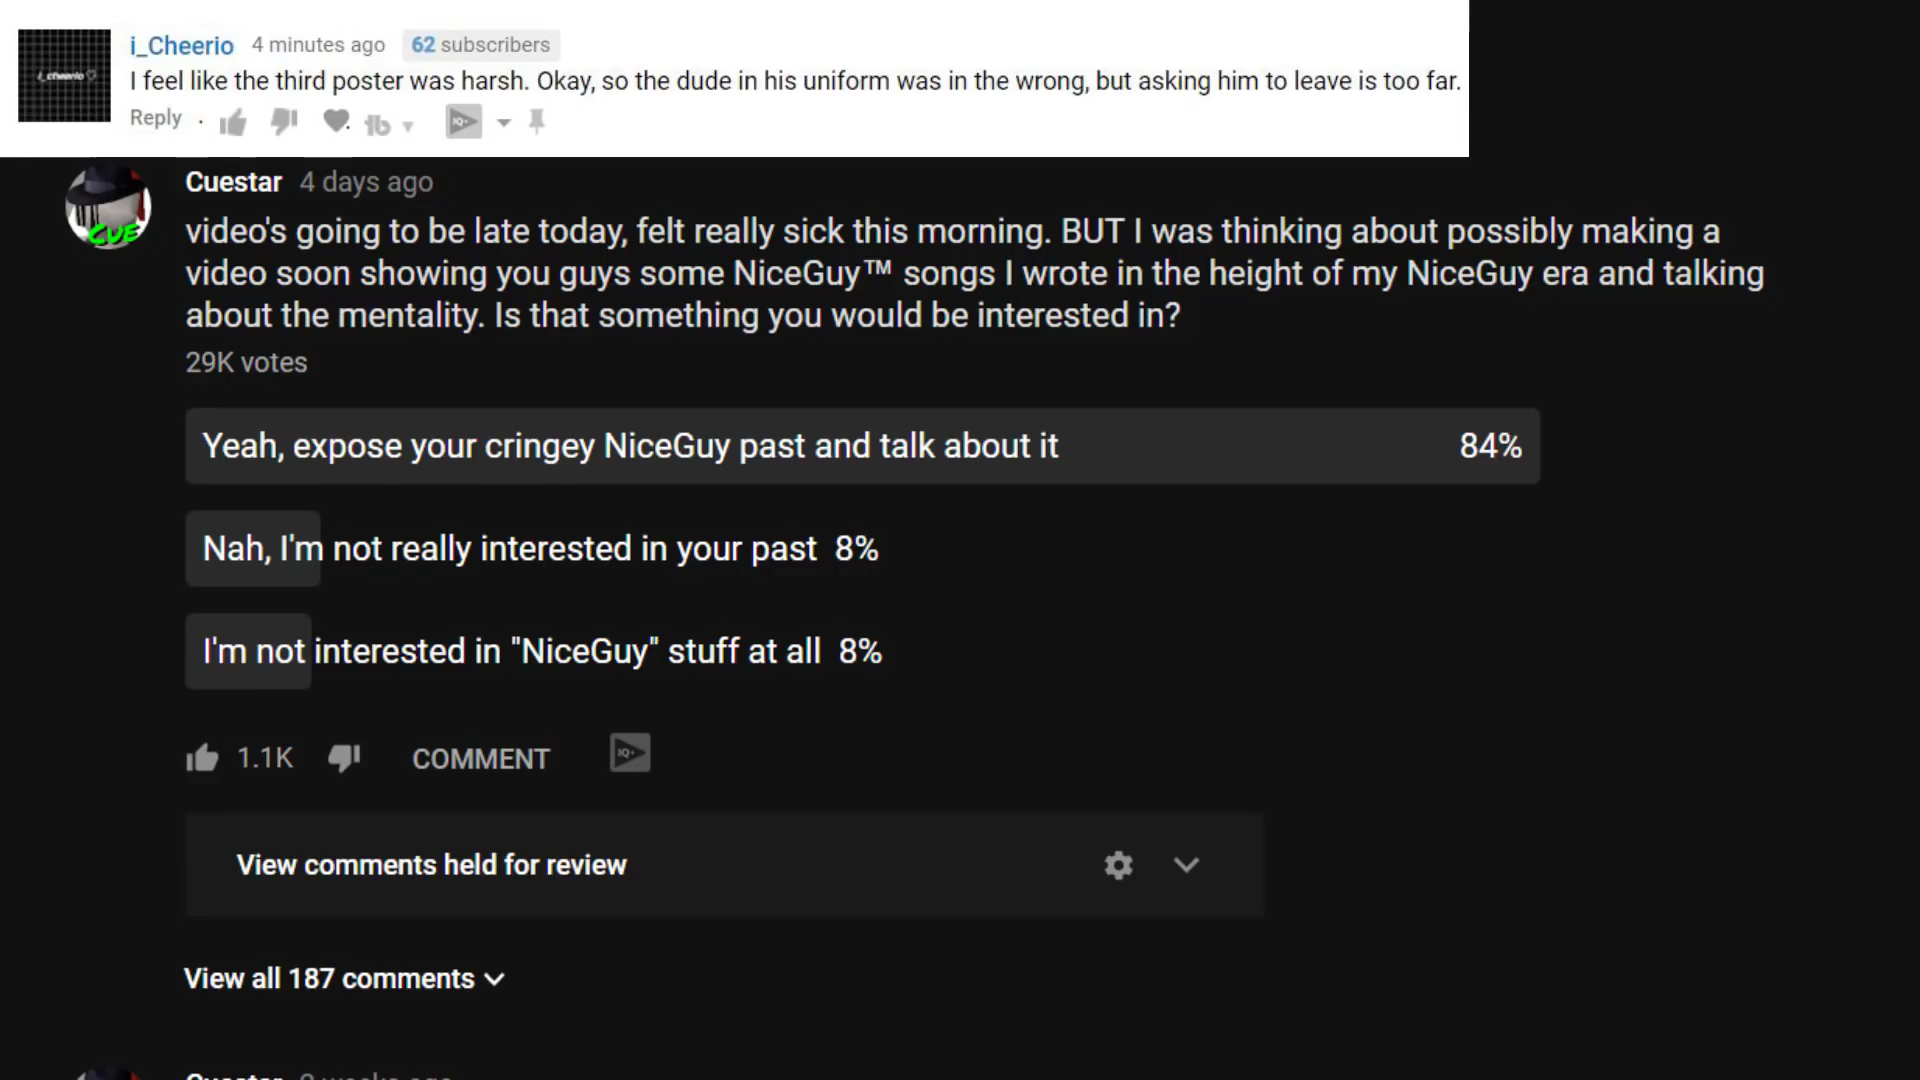 i_Cheerio 4 minutes ago 62 subscribers
i_cheerio ♡
I feel like the third poster was harsh. Okay, so the dude in his uniform was in the wrong, but asking him to leave is too far.
Reply
IQ+
Cuestar 4 days ago
CUE
video's going to be late today, felt really sick this morning. BUT I was thinking about possibly making a
video soon showing you guys some NiceGuy™ songs I wrote in the height of my NiceGuy era and talking
about the mentality. Is that something you would be interested in?
29K votes
Yeah, expose your cringey NiceGuy past and talk about it 84%
Nah, I'm not really interested in your past 8%
I'm not interested in "NiceGuy" stuff at all 8%
1.1K COMMENT IQ+
View comments held for review
View all 187 comments
Cuestar